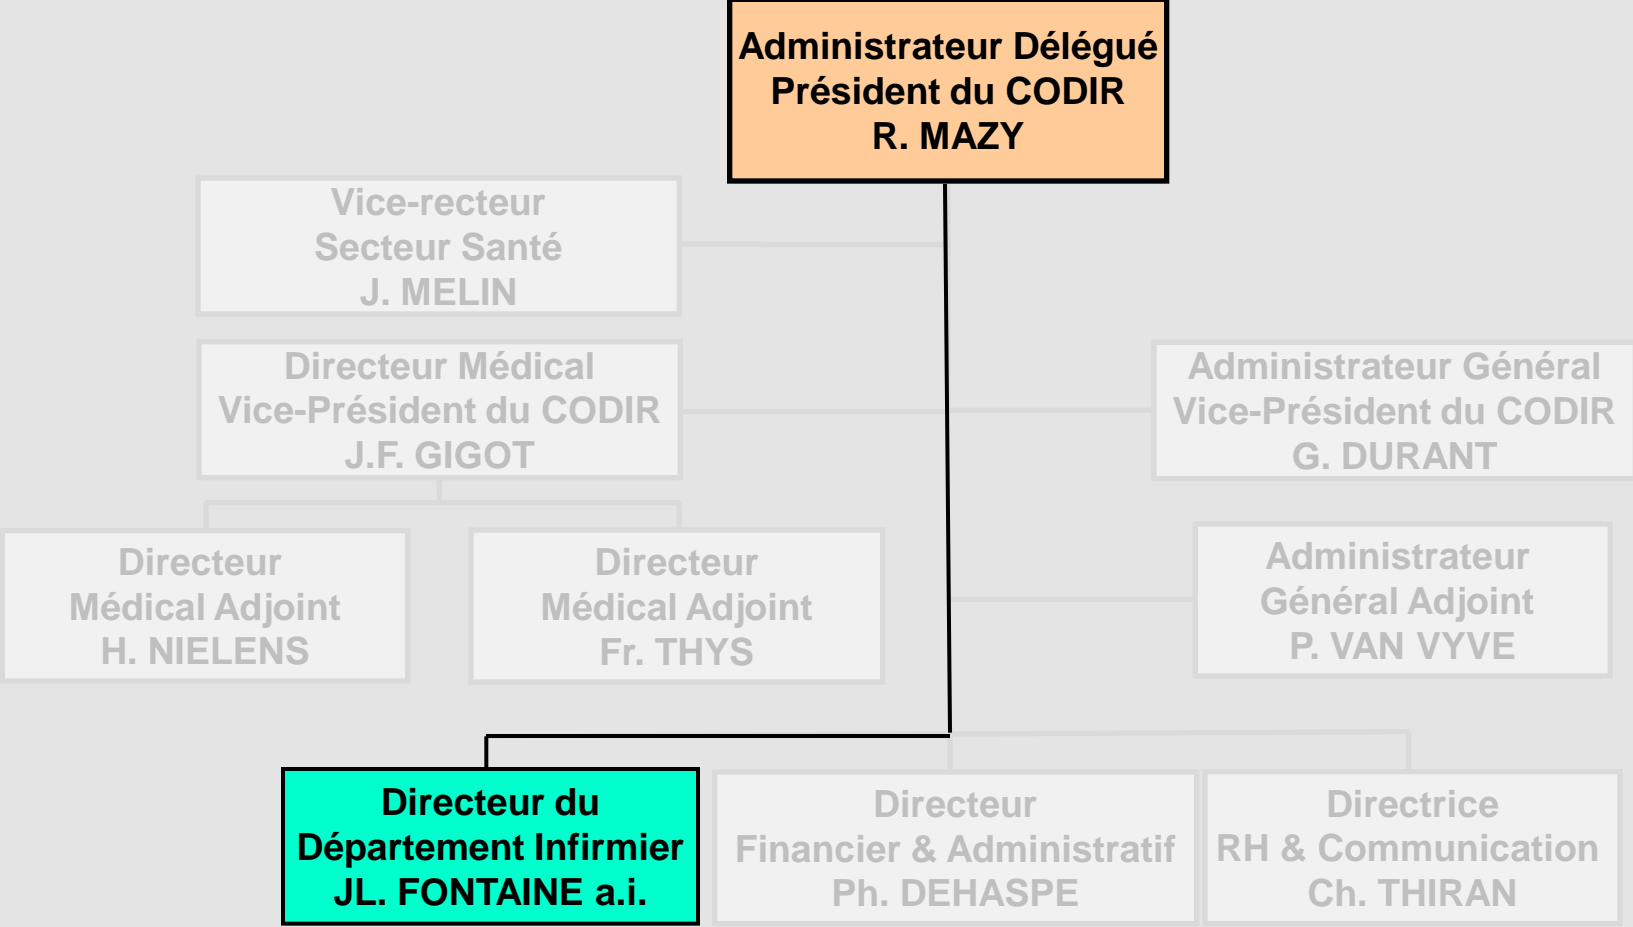 Administrateur Délégué
Président du CODIR
R. MAZY
Vice-recteur
Secteur Santé
J. MELIN
Directeur Médical
Vice-Président du CODIR
J.F. GIGOT
Administrateur Général
Vice-Président du CODIR
G. DURANT
Directeur
Médical Adjoint
H. NIELENS
Directeur
Médical Adjoint
Fr. THYS
Administrateur
Général Adjoint
P. VAN VYVE
Directeur du
Département Infirmier
JL. FONTAINE a.i.
Directeur
Financier & Administratif
Ph. DEHASPE
Directrice
RH & Communication
Ch. THIRAN